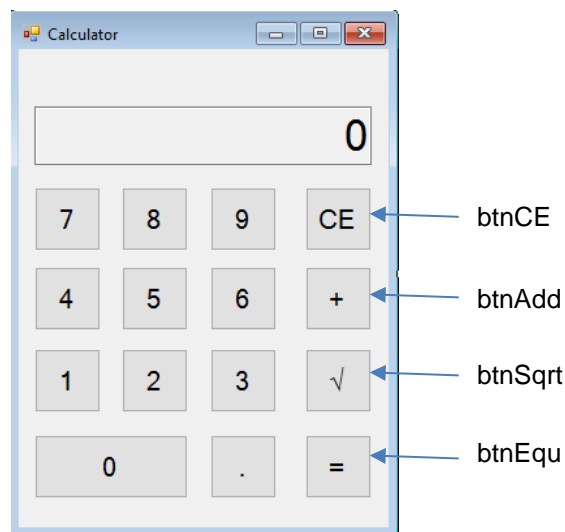 Calculator
0
7 8 9 CE btnCE
4 5 6 + btnAdd
1 2 3 √ btnSqrt
0 . = btnEqu